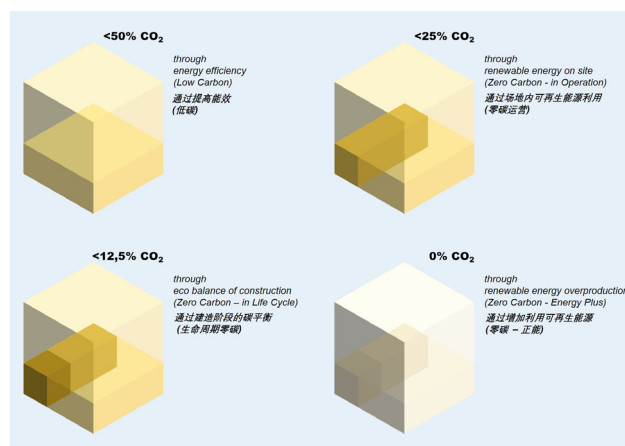 <50% CO₂
through
energy efficiency
(Low Carbon)
通过提高能效
(低碳)
<25% CO₂
through
renewable energy on site
(Zero Carbon - in Operation)
通过场地内可再生能源利用
(零碳运营)
<12,5% CO₂
through
eco balance of construction
(Zero Carbon – in Life Cycle)
通过建造阶段的碳平衡
(生命周期零碳)
0% CO₂
through
renewable energy overproduction
(Zero Carbon - Energy Plus)
通过增加利用可再生能源
(零碳 – 正能)